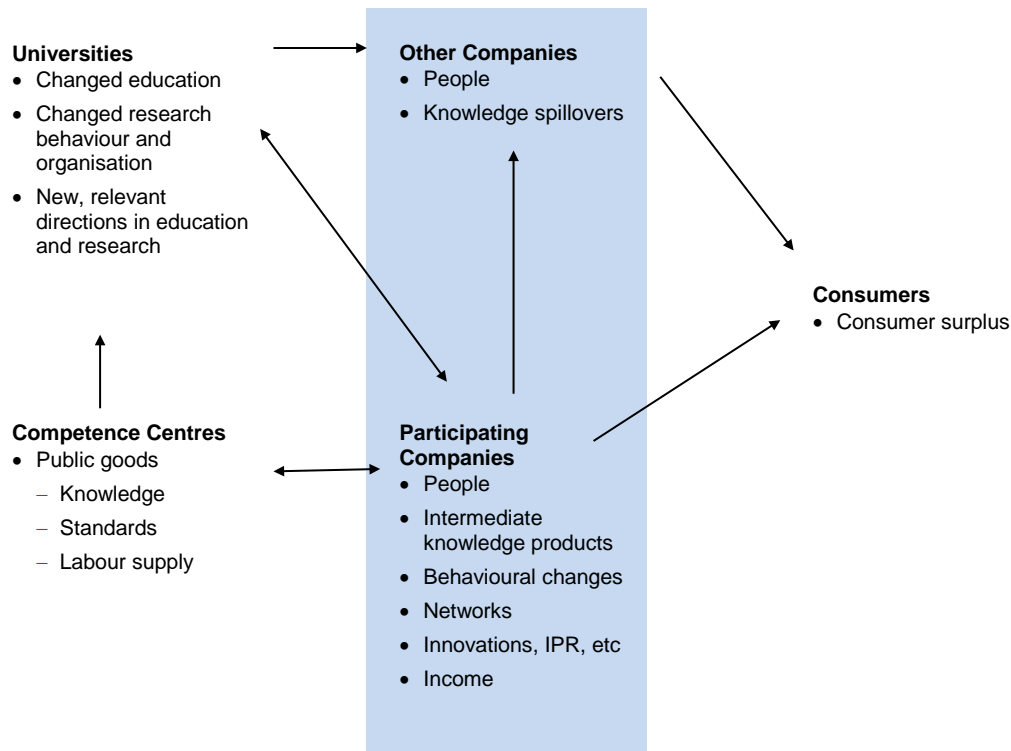 Universities
• Changed education
• Changed research
behaviour and
organisation
• New, relevant
directions in education
and research
Other Companies
• People
• Knowledge spillovers
Consumers
• Consumer surplus
Competence Centres
• Public goods
– Knowledge
– Standards
– Labour supply
Participating
Companies
• People
• Intermediate
knowledge products
• Behavioural changes
• Networks
• Innovations, IPR, etc
• Income